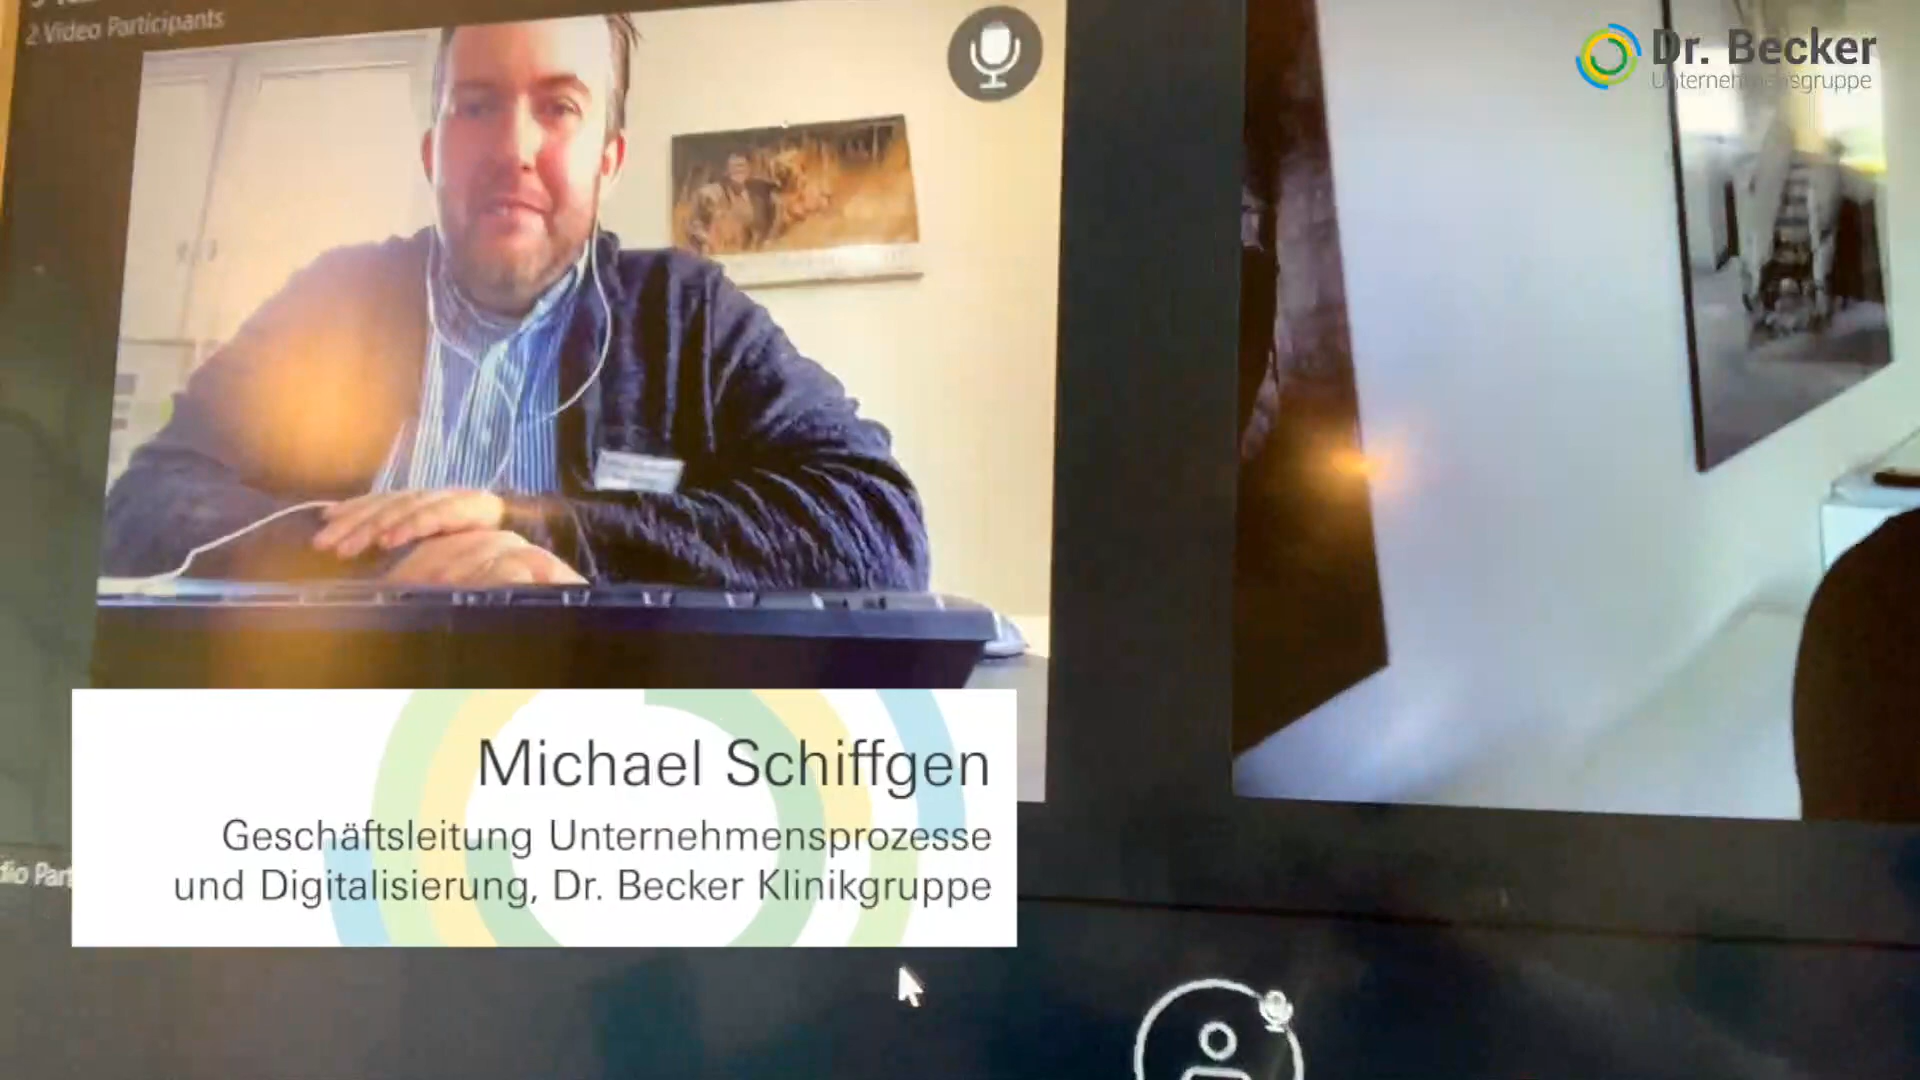 2 Video Participants
Dr. Becker
Unternehmensgruppe
Michael Schiffgen
Geschäftsleitung Unternehmensprozesse
und Digitalisierung, Dr. Becker Klinikgruppe